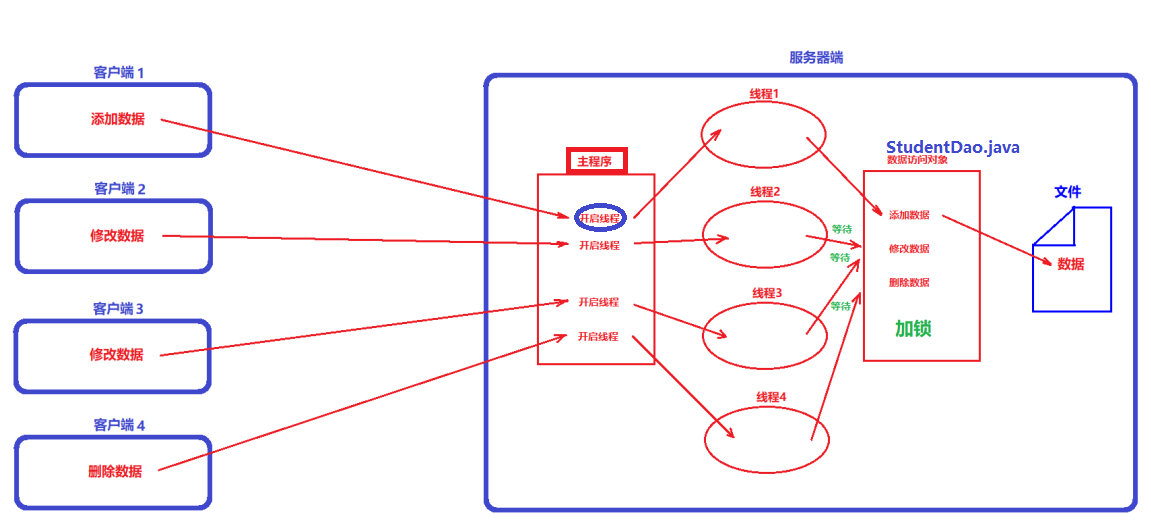 服务器端
客户端 1
添加数据
客户端 2
修改数据
客户端 3
修改数据
客户端 4
删除数据
主程序
开启线程
开启线程
开启线程
开启线程
线程1
线程2
线程3
线程4
等待
等待
等待
StudentDao.java
数据访问对象
添加数据
修改数据
删除数据
加锁
文件
数据